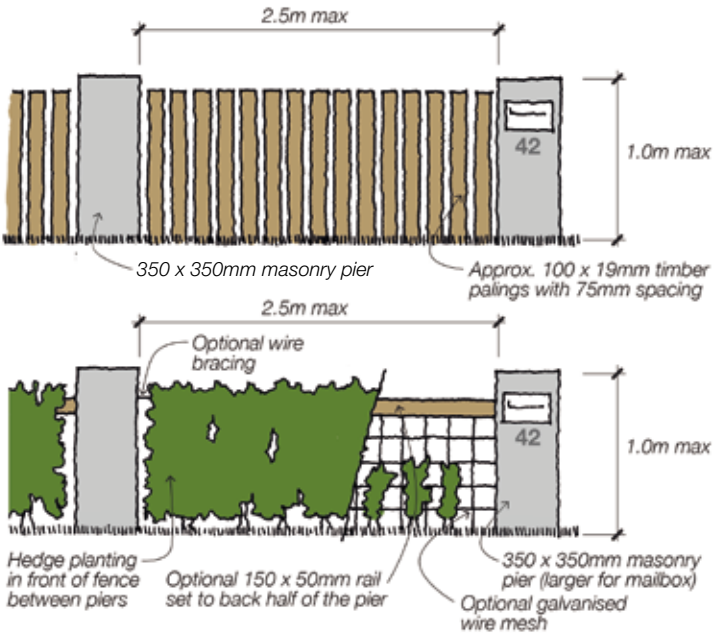 2.5m max
42
1.0m max
350 x 350mm masonry pier
Approx. 100 x 19mm timber
palings with 75mm spacing
2.5m max
Optional wire
bracing
42
1.0m max
Hedge planting
in front of fence
between piers
Optional 150 x 50mm rail
set to back half of the pier
350 x 350mm masonry
pier (larger for mailbox)
Optional galvanised
wire mesh